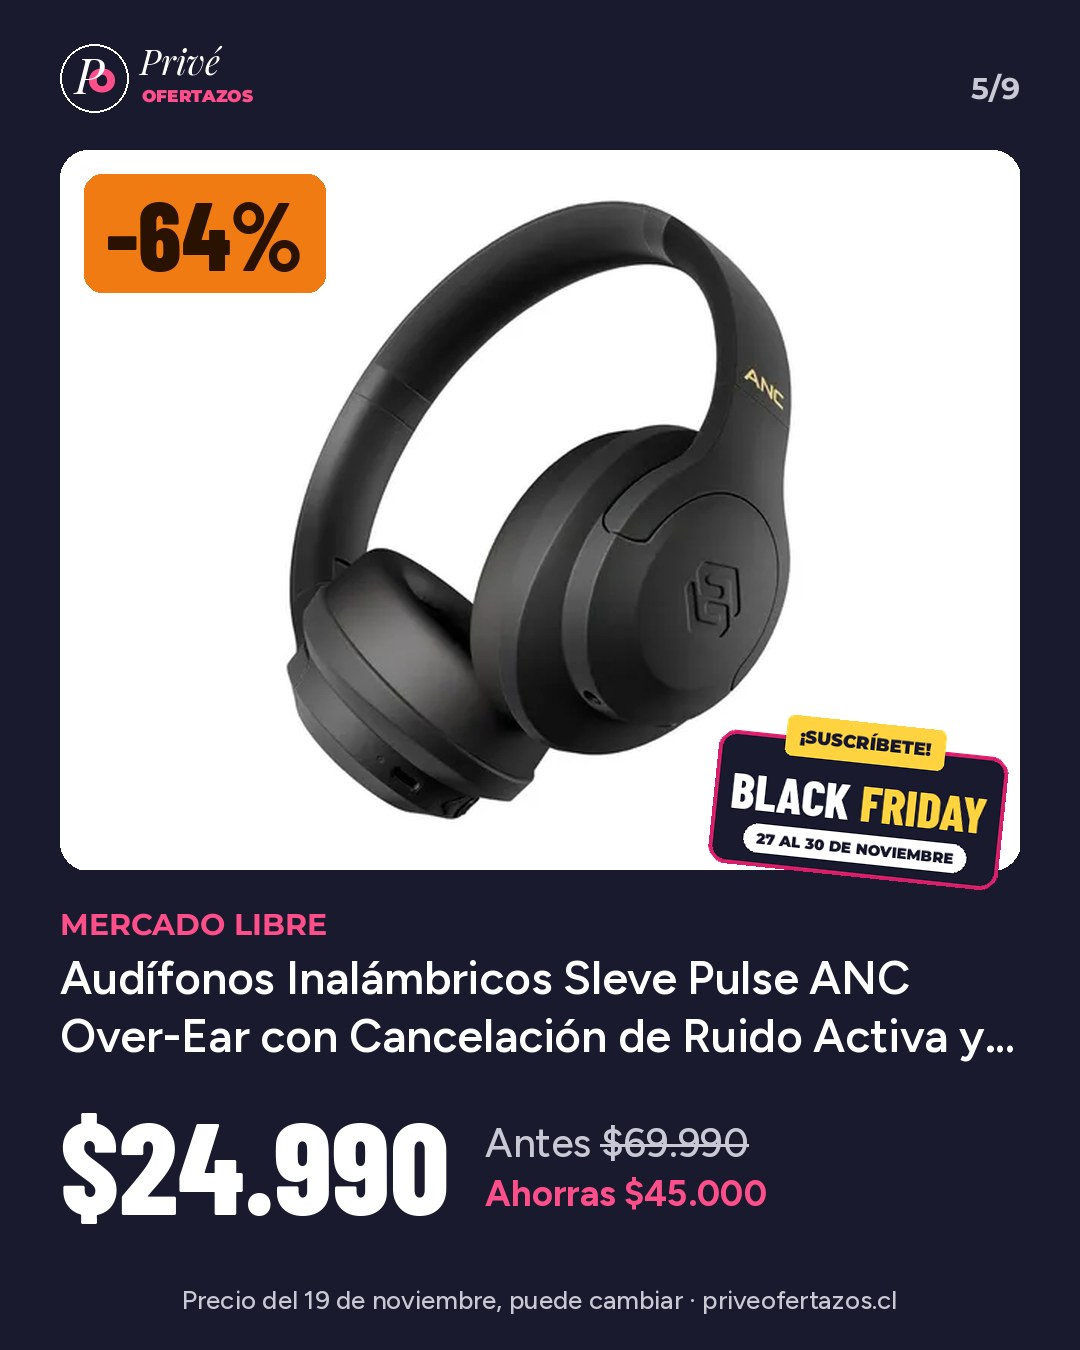 Privé
OFERTAZOS
5/9
-64%
ANC
¡SUSCRÍBETE!
BLACK FRIDAY
27 AL 30 DE NOVIEMBRE
MERCADO LIBRE
Audífonos Inalámbricos Sleve Pulse ANC
Over-Ear con Cancelación de Ruido Activa y...
$24.990
Antes $69.990
Ahorras $45.000
Precio del 19 de noviembre, puede cambiar · priveofertazos.cl